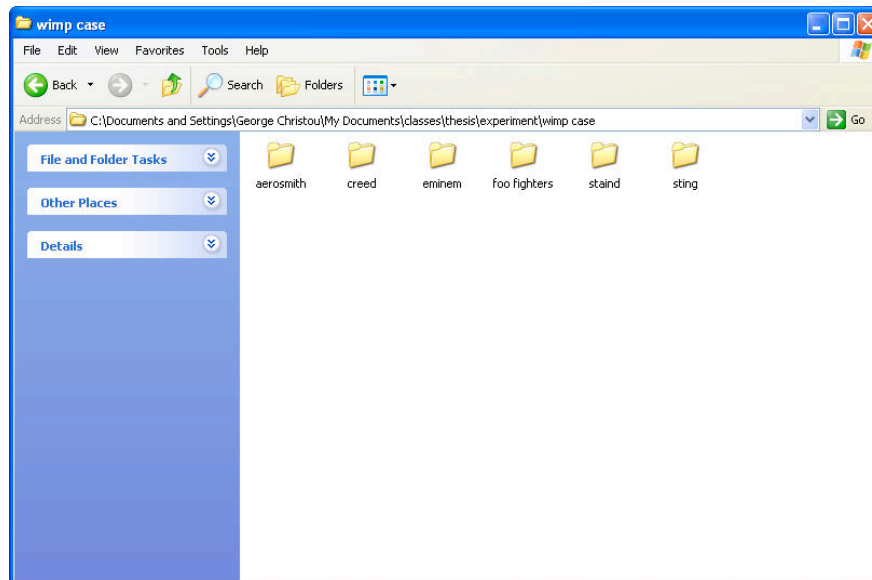 wimp case
File Edit View Favorites Tools Help
Back Search Folders
Address C:\Documents and Settings\George Christou\My Documents\classes\thesis\experiment\wimp case Go
File and Folder Tasks
Other Places
Details
aerosmith creed eminem foo fighters staind sting